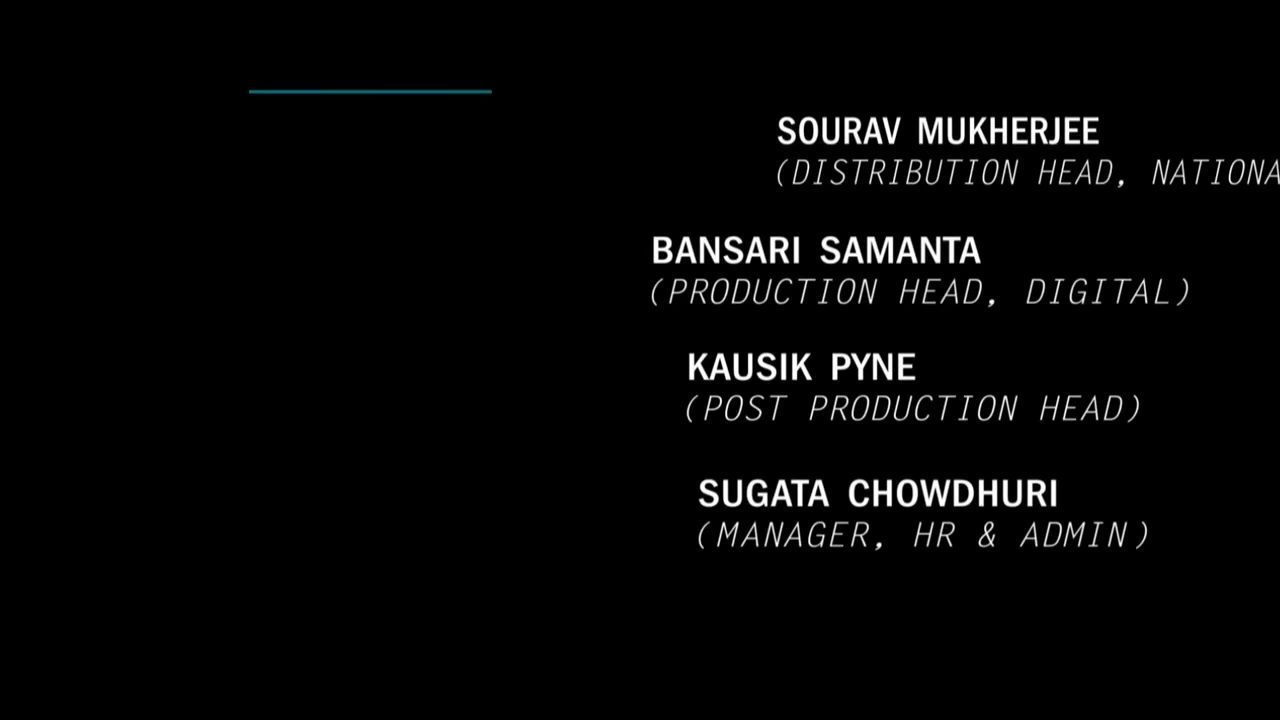 SOURAV MUKHERJEE
(DISTRIBUTION HEAD, NATIONA
BANSARI SAMANTA
(PRODUCTION HEAD, DIGITAL)
KAUSIK PYNE
(POST PRODUCTION HEAD)
SUGATA CHOWDHURI
(MANAGER, HR & ADMIN)